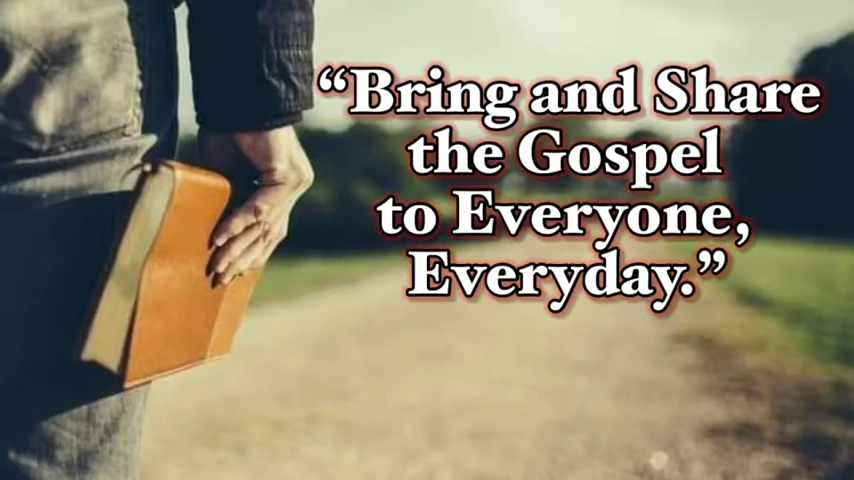 “Bring and Share
the Gospel
to Everyone,
Everyday.”